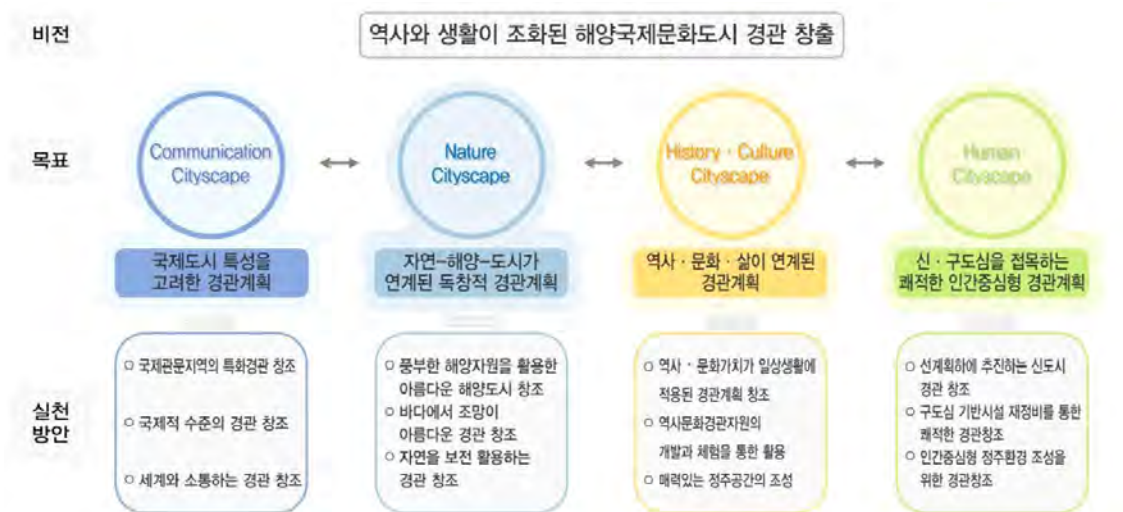 비전
역사와 생활이 조화된 해양국제문화도시 경관 창출
목표
Communication
Cityscape
Nature
Cityscape
History · Culture
Cityscape
Human
Cityscape
국제도시 특성을
고려한 경관계획
자연-해양-도시가
연계된 독창적 경관계획
역사 · 문화 · 삶이 연계된
경관계획
신 · 구도심을 접목하는
쾌적한 인간중심형 경관계획
실천
방안
○ 국제관문지역의 특화경관 창조
○ 국제적 수준의 경관 창조
○ 세계와 소통하는 경관 창조
○ 풍부한 해양자원을 활용한
아름다운 해양도시 창조
○ 바다에서 조망이
아름다운 경관 창조
○ 자연을 보전 활용하는
경관 창조
○ 역사 · 문화가치가 일상생활에
적용된 경관계획 창조
○ 역사문화경관자원의
개발과 체험을 통한 활용
○ 매력있는 정주공간의 조성
○ 선계획하에 추진하는 신도시
경관 창조
○ 구도심 기반시설 재정비를 통한
쾌적한 경관창조
○ 인간중심형 정주환경 조성을
위한 경관창조